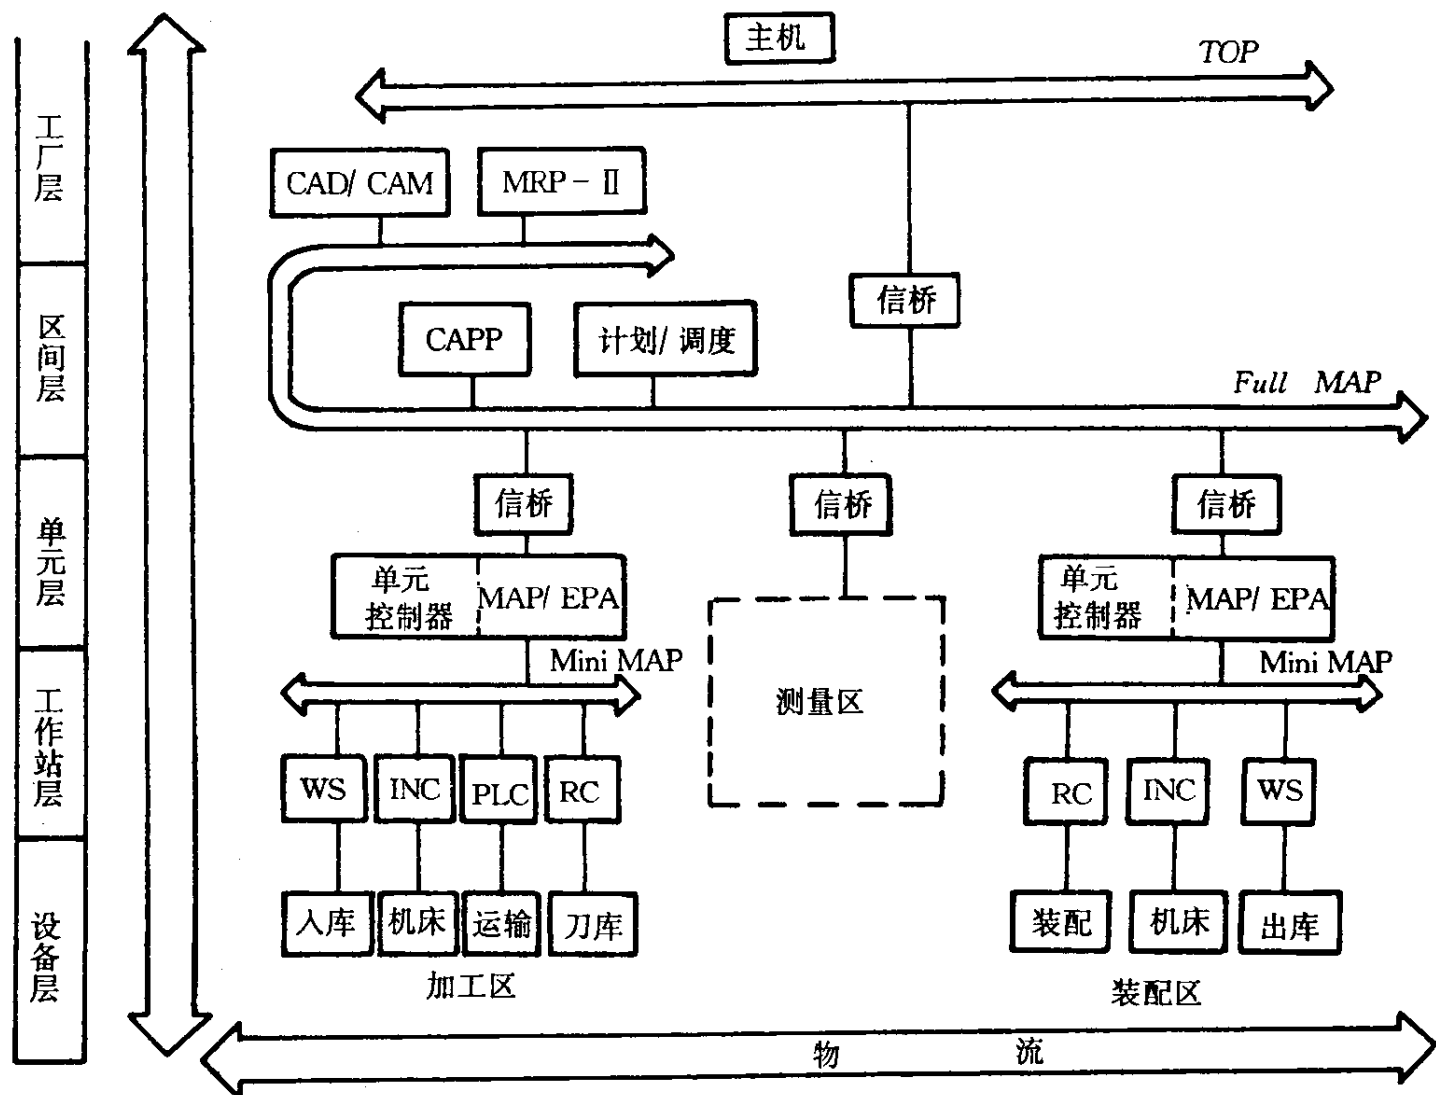 主机
TOP
工厂层
CAD/ CAM
MRP－Ⅱ
信桥
区间层
CAPP
计划/ 调度
Full MAP
单元层
信桥
信桥
信桥
单元
控制器
MAP/ EPA
单元
控制器
MAP/ EPA
Mini MAP
Mini MAP
工作站层
测量区
WS
INC
PLC
RC
RC
INC
WS
设备层
入库
机床
运输
刀库
装配
机床
出库
加工区
装配区
物 流